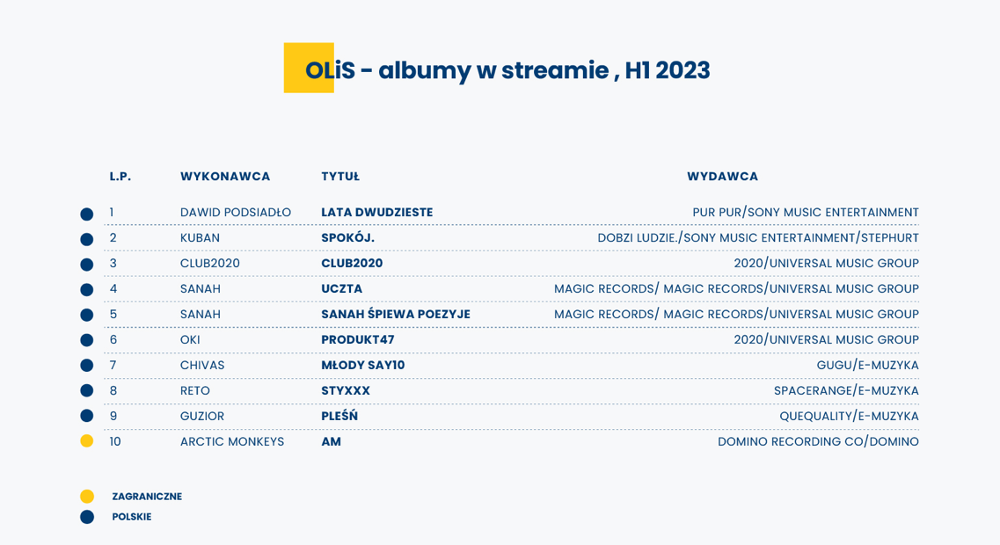 OLiS - albumy w streamie , H1 2023
L.P. WYKONAWCA TYTUŁ WYDAWCA
1 DAWID PODSIADŁO LATA DWUDZIESTE PUR PUR/SONY MUSIC ENTERTAINMENT
2 KUBAN SPOKÓJ. DOBZI LUDZIE./SONY MUSIC ENTERTAINMENT/STEPHURT
3 CLUB2020 CLUB2020 2020/UNIVERSAL MUSIC GROUP
4 SANAH UCZTA MAGIC RECORDS/ MAGIC RECORDS/UNIVERSAL MUSIC GROUP
5 SANAH SANAH ŚPIEWA POEZYJE MAGIC RECORDS/ MAGIC RECORDS/UNIVERSAL MUSIC GROUP
6 OKI PRODUKT47 2020/UNIVERSAL MUSIC GROUP
7 CHIVAS MŁODY SAY10 GUGU/E-MUZYKA
8 RETO STYXXX SPACERANGE/E-MUZYKA
9 GUZIOR PLEŚŃ QUEQUALITY/E-MUZYKA
10 ARCTIC MONKEYS AM DOMINO RECORDING CO/DOMINO
ZAGRANICZNE
POLSKIE